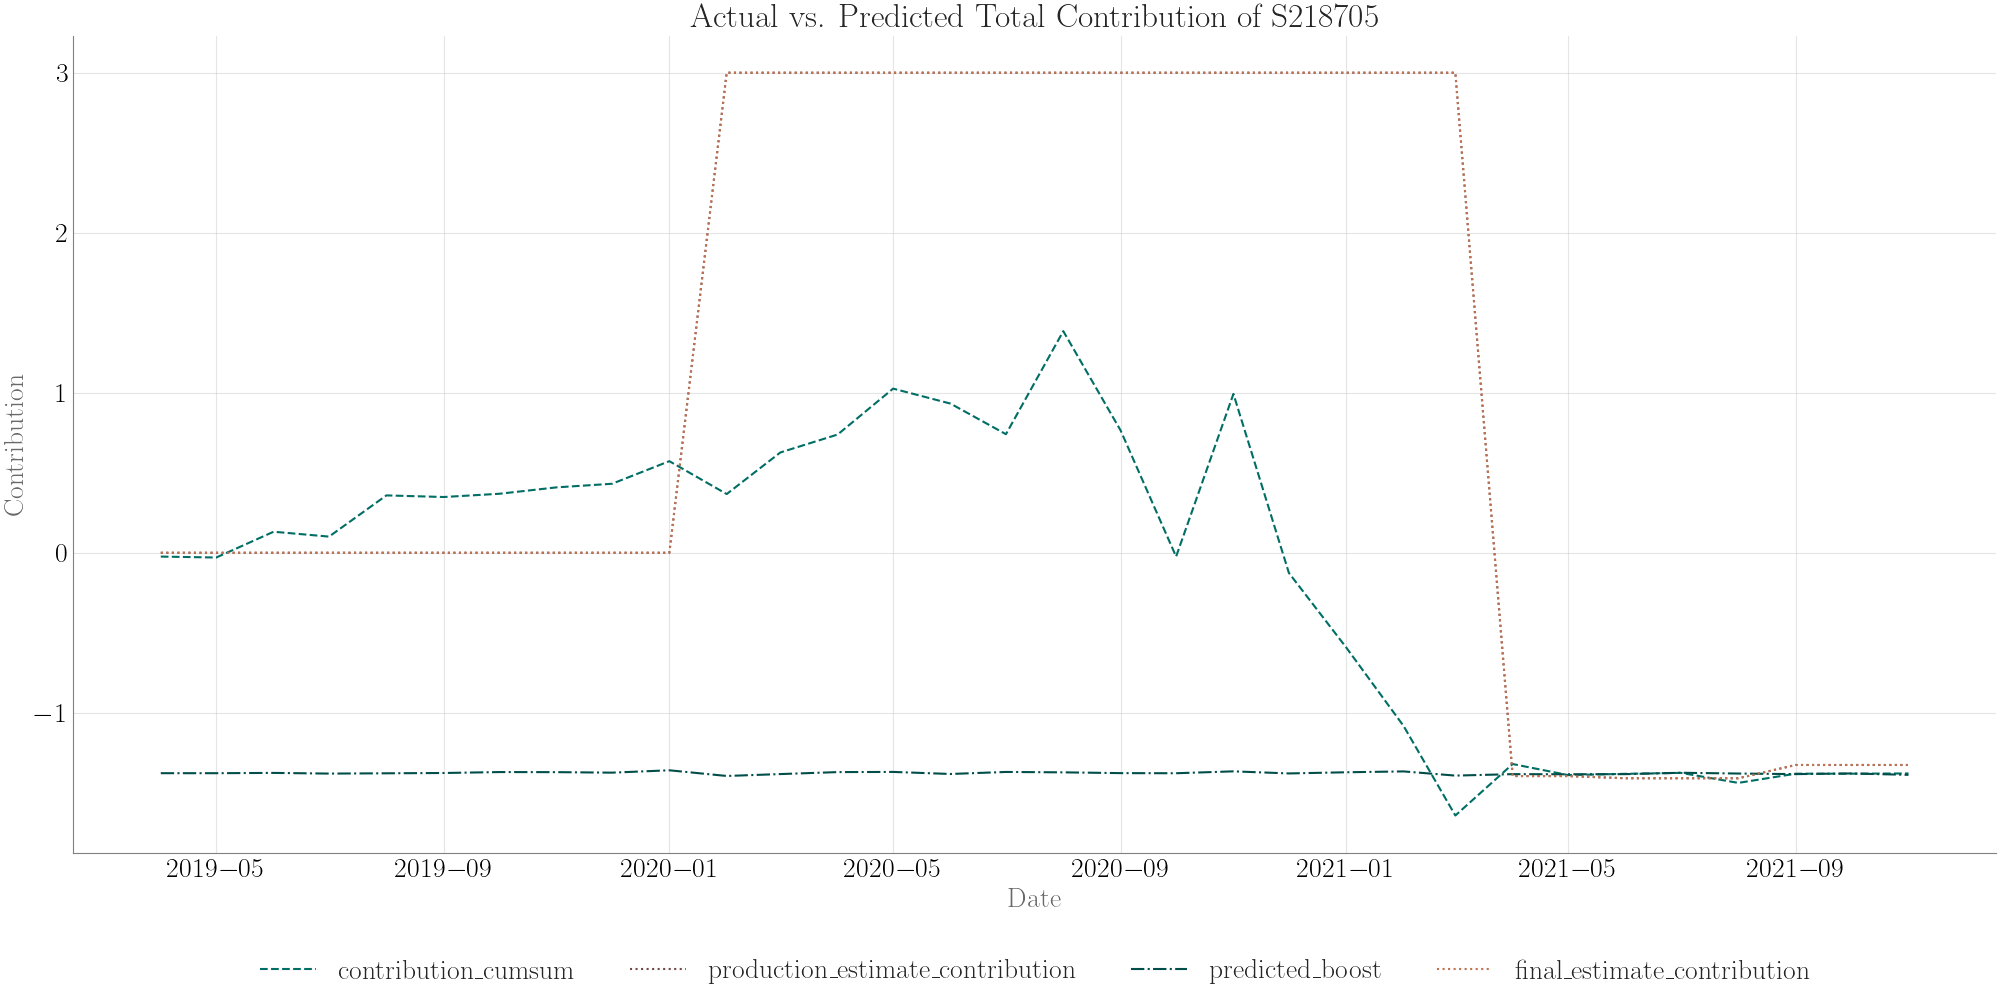 Actual vs. Predicted Total Contribution of S218705
3
2
1
0
−1
Contribution
2019−05 2019−09 2020−01 2020−05 2020−09 2021−01 2021−05 2021−09
Date
contribution_cumsum production_estimate_contribution predicted_boost final_estimate_contribution